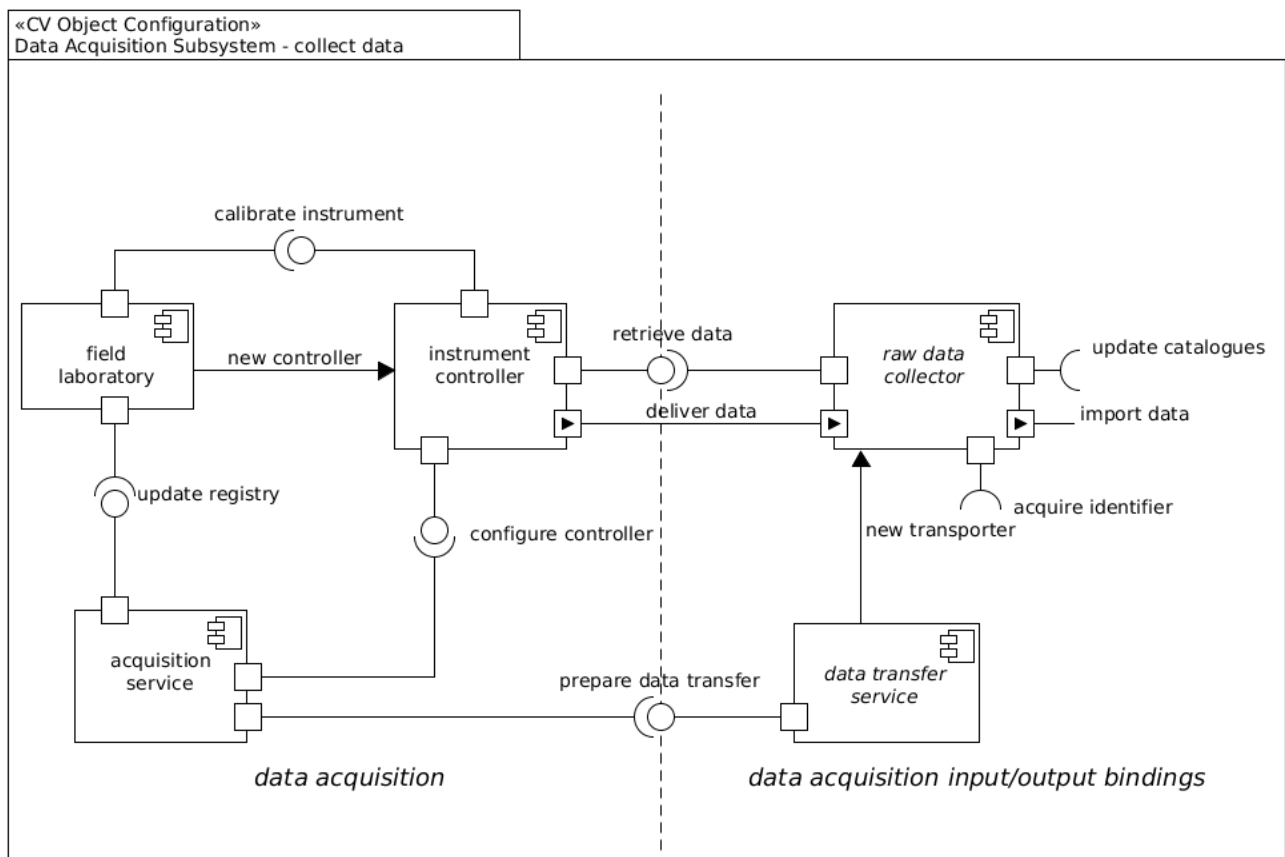 «CV Object Configuration»
Data Acquisition Subsystem - collect data
calibrate instrument
field
laboratory
new controller
instrument
controller
retrieve data
deliver data
raw data
collector
update catalogues
import data
acquire identifier
new transporter
update registry
configure controller
acquisition
service
prepare data transfer
data transfer
service
data acquisition
data acquisition input/output bindings